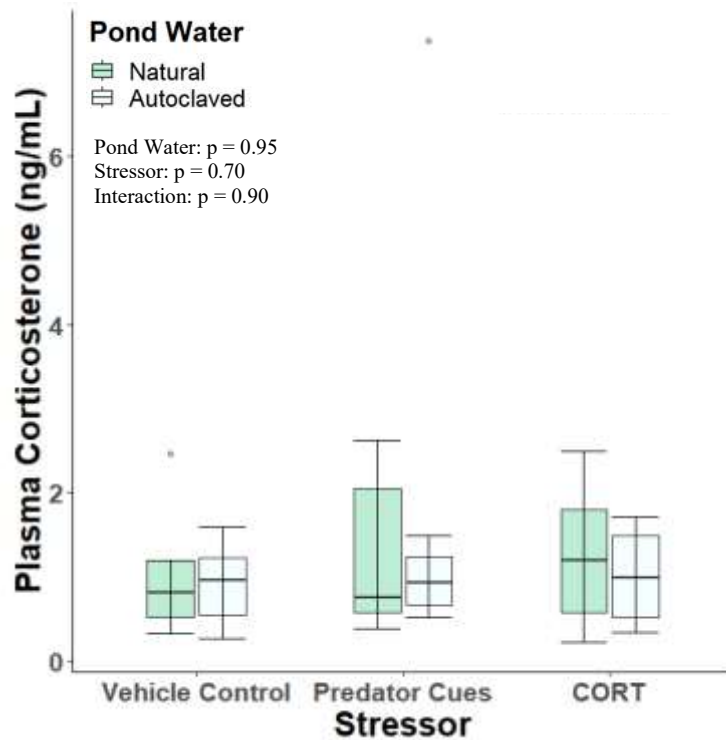 Pond Water
Natural
Autoclaved
Pond Water: p = 0.95
Stressor: p = 0.70
Interaction: p = 0.90
Plasma Corticosterone (ng/mL)
6
4
2
0
Vehicle Control Predator Cues CORT
Stressor